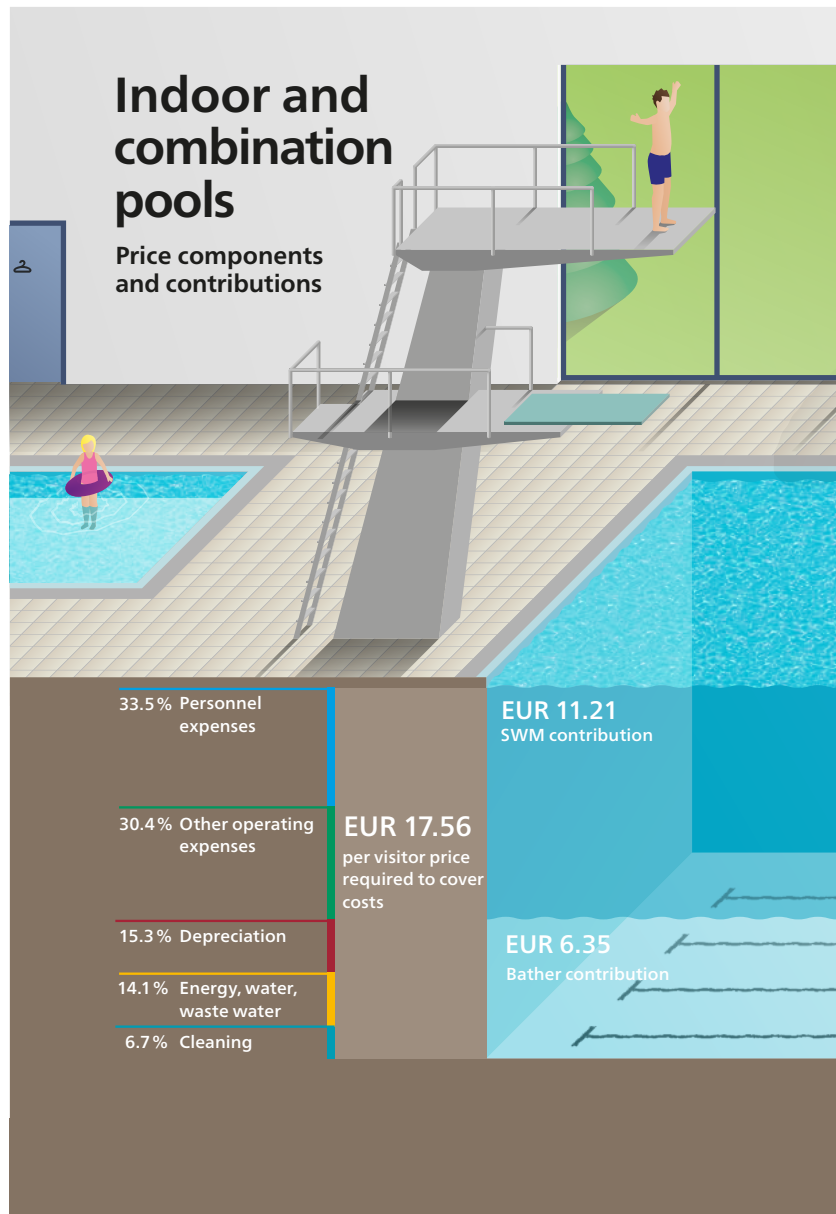 Indoor and
combination
pools
Price components
and contributions
33.5% Personnel
expenses
30.4% Other operating
expenses
15.3% Depreciation
14.1% Energy, water,
waste water
6.7% Cleaning
EUR 17.56
per visitor price
required to cover
costs
EUR 11.21
SWM contribution
EUR 6.35
Bather contribution